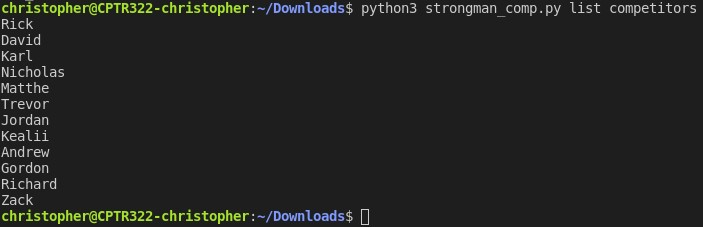 christopher@CPTR322-christopher:~/Downloads$ python3 strongman_comp.py list competitors
Rick
David
Karl
Nicholas
Matthe
Trevor
Jordan
Kealii
Andrew
Gordon
Richard
Zack
christopher@CPTR322-christopher:~/Downloads$